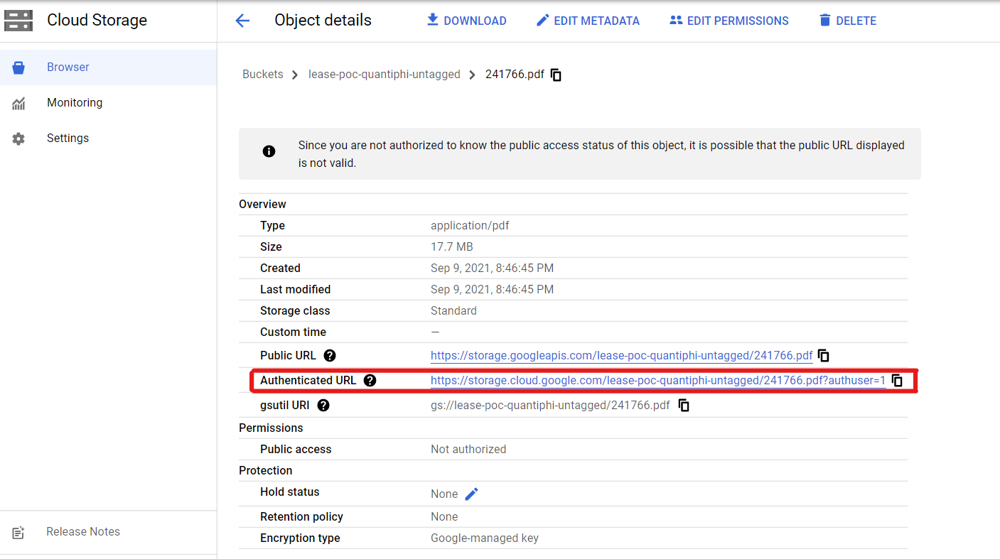 Cloud Storage
Object details
DOWNLOAD
EDIT METADATA
EDIT PERMISSIONS
DELETE
Browser
Monitoring
Settings
Buckets
lease-poc-quantiphi-untagged
241766.pdf
Since you are not authorized to know the public access status of this object, it is possible that the public URL displayed
is not valid.
Overview
Type application/pdf
Size 17.7 MB
Created Sep 9, 2021, 8:46:45 PM
Last modified Sep 9, 2021, 8:46:45 PM
Storage class Standard
Custom time —
Public URL https://storage.googleapis.com/lease-poc-quantiphi-untagged/241766.pdf
Authenticated URL https://storage.cloud.google.com/lease-poc-quantiphi-untagged/241766.pdf?authuser=1
gsutil URI gs://lease-poc-quantiphi-untagged/241766.pdf
Permissions
Public access Not authorized
Protection
Hold status None
Retention policy None
Encryption type Google-managed key
Release Notes